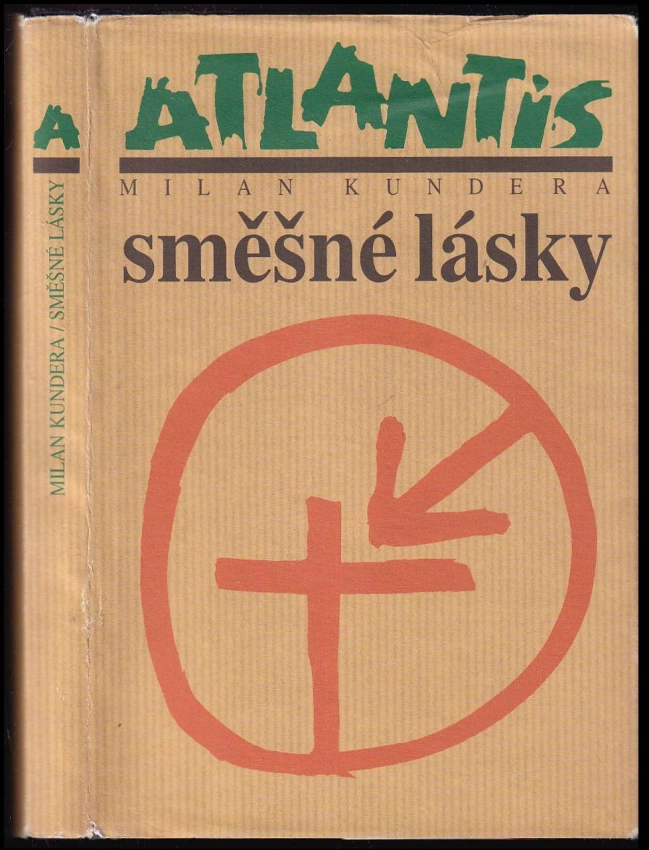 A
MILAN KUNDERA / SMĚŠNÉ LÁSKY
ATLANTIS
MILAN KUNDERA
směšné lásky